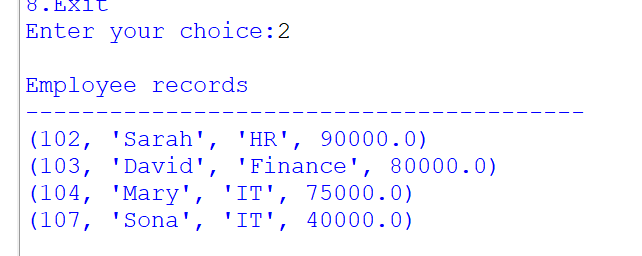 8.Exit
Enter your choice:2
Employee records
----------------------------------------
(102, 'Sarah', 'HR', 90000.0)
(103, 'David', 'Finance', 80000.0)
(104, 'Mary', 'IT', 75000.0)
(107, 'Sona', 'IT', 40000.0)